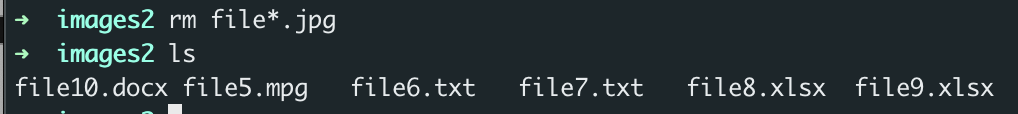 ➜ images2 rm file*.jpg
➜ images2 ls
file10.docx file5.mpg file6.txt file7.txt file8.xlsx file9.xlsx